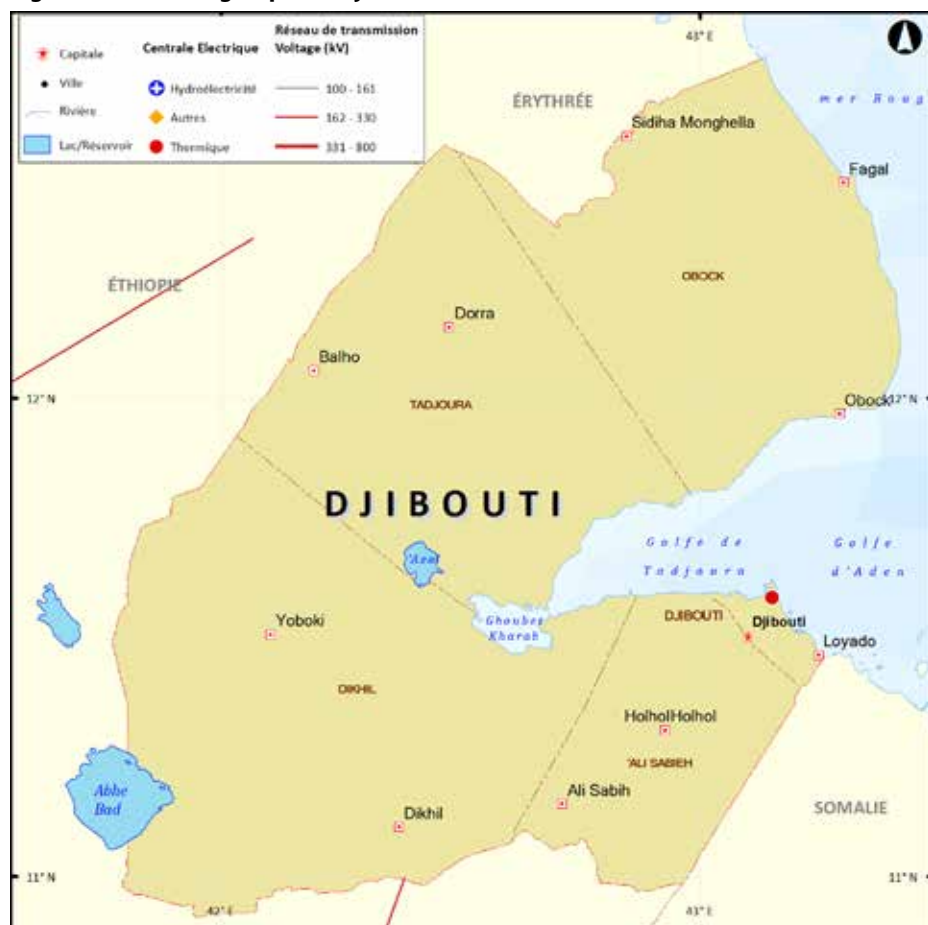 Capitale
Ville
Rivière
Lac/Réservoir
Centrale Electrique
Hydroélectricité
Autres
Thermique
Réseau de transmission
Voltage (kV)
100 - 161
162 - 330
331 - 800
43° E
ÉRYTHRÉE
mer Roug
Sidiha Monghella
Fagal
OBOCK
ÉTHIOPIE
Dorra
Balho
12° N
TADJOURA
Obock
12° N
DJIBOUTI
Golfe de
Tadjoura
Golfe
d'Aden
'Asal
Ghoubet
Kharab
DJIBOUTI
Djibouti
Yoboki
Loyado
DIKHIL
HolholHolhol
'ALI SABIEH
Abhe
Bad
Ali Sabih
SOMALIE
Dikhil
11° N
11° N
42° E
43° E